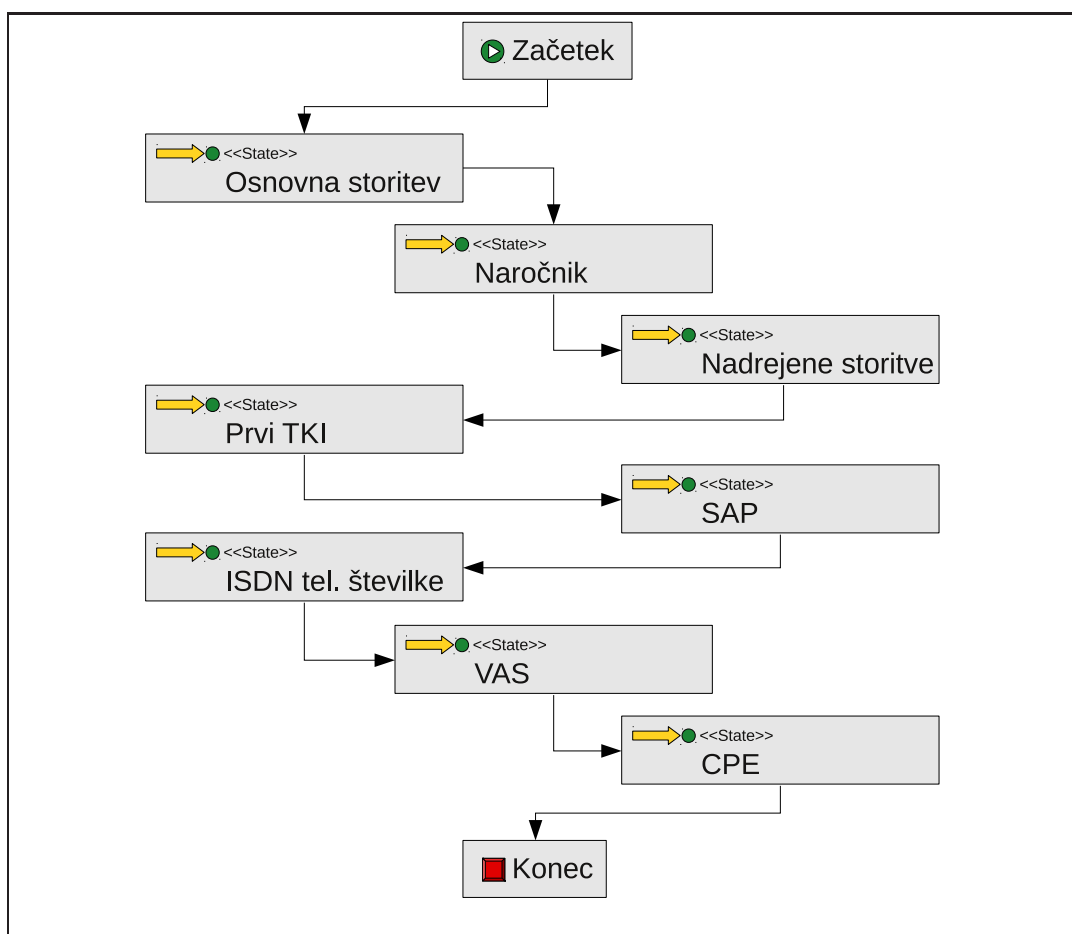 Začetek
<<State>>
Osnovna storitev
<<State>>
Naročnik
<<State>>
Nadrejene storitve
<<State>>
Prvi TKI
<<State>>
SAP
<<State>>
ISDN tel. številke
<<State>>
VAS
<<State>>
CPE
Konec